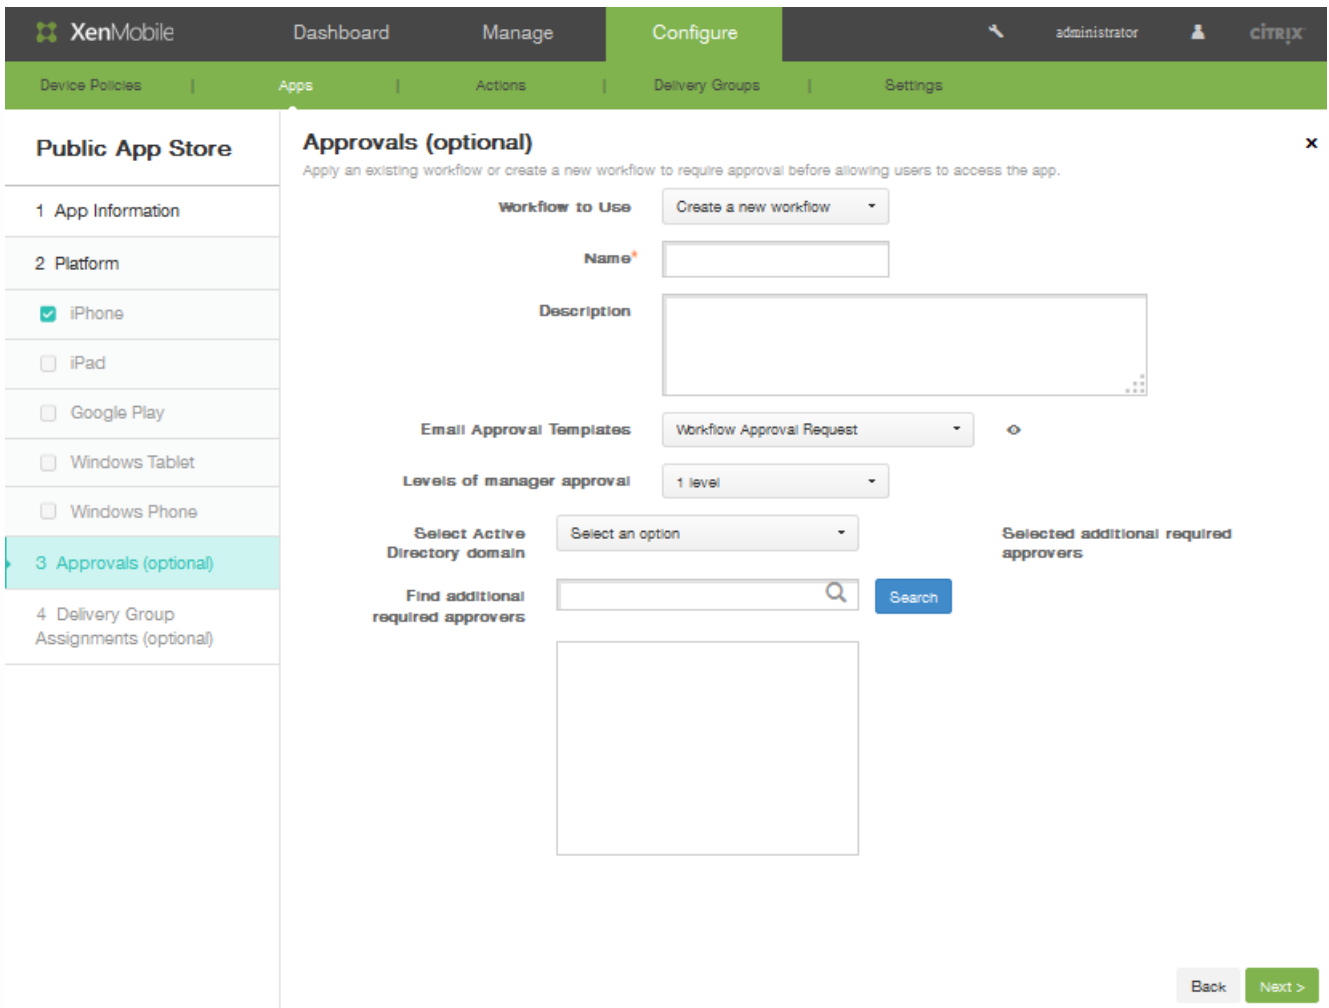 XenMobile Dashboard Manage Configure administrator CITRIX
Device Policies | Apps | Actions | Delivery Groups | Settings
Public App Store
1 App Information
2 Platform
iPhone
iPad
Google Play
Windows Tablet
Windows Phone
3 Approvals (optional)
4 Delivery Group
Assignments (optional)
Approvals (optional) x
Apply an existing workflow or create a new workflow to require approval before allowing users to access the app.
Workflow to Use Create a new workflow
Name*
Description
Email Approval Templates Workflow Approval Request
Levels of manager approval 1 level
Select Active
Directory domain
Select an option
Selected additional required
approvers
Find additional
required approvers
Search
Back Next >